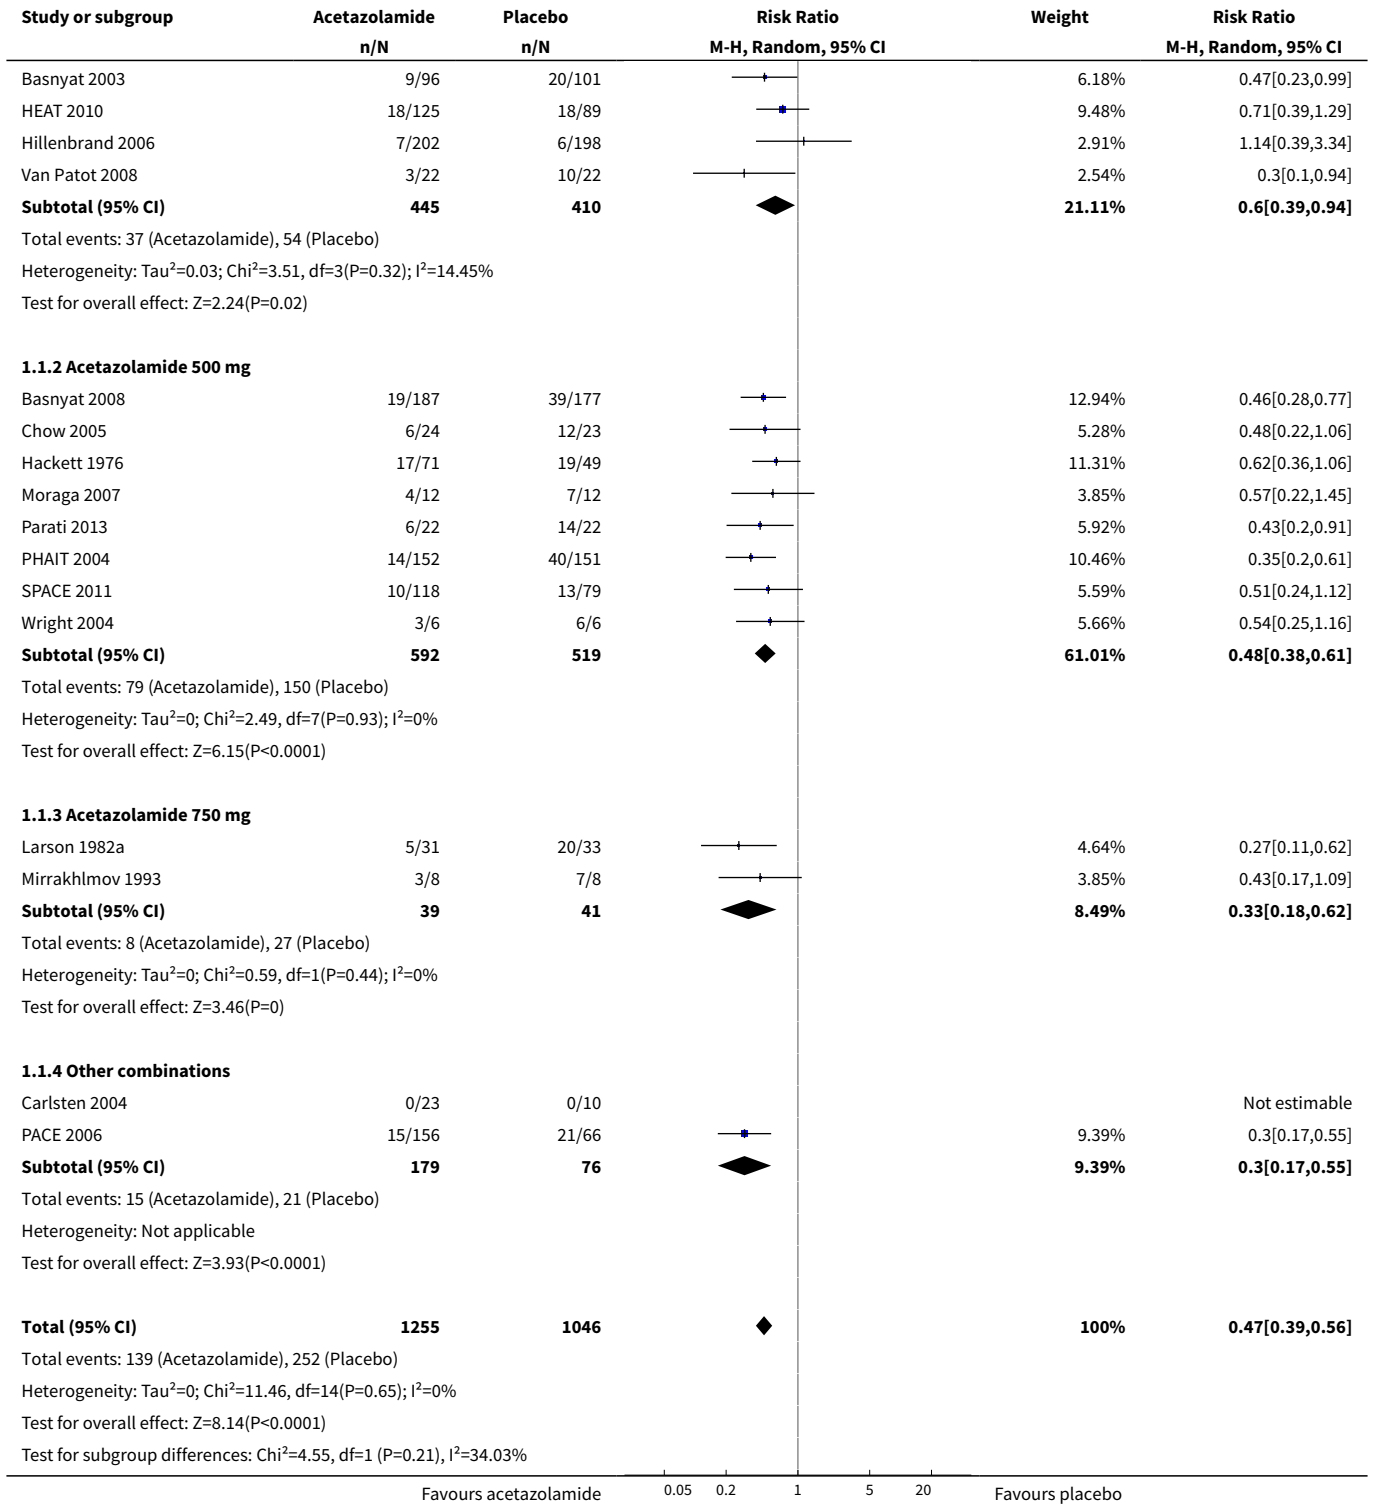 Study or subgroup Acetazolamide Placebo Risk Ratio Weight Risk Ratio
n/N n/N M-H, Random, 95% CI M-H, Random, 95% CI
Basnyat 2003 9/96 20/101 6.18% 0.47[0.23,0.99]
HEAT 2010 18/125 18/89 9.48% 0.71[0.39,1.29]
Hillenbrand 2006 7/202 6/198 2.91% 1.14[0.39,3.34]
Van Patot 2008 3/22 10/22 2.54% 0.3[0.1,0.94]
Subtotal (95% CI) 445 410 21.11% 0.6[0.39,0.94]
Total events: 37 (Acetazolamide), 54 (Placebo)
Heterogeneity: Tau²=0.03; Chi²=3.51, df=3(P=0.32); I²=14.45%
Test for overall effect: Z=2.24(P=0.02)
1.1.2 Acetazolamide 500 mg
Basnyat 2008 19/187 39/177 12.94% 0.46[0.28,0.77]
Chow 2005 6/24 12/23 5.28% 0.48[0.22,1.06]
Hackett 1976 17/71 19/49 11.31% 0.62[0.36,1.06]
Moraga 2007 4/12 7/12 3.85% 0.57[0.22,1.45]
Parati 2013 6/22 14/22 5.92% 0.43[0.2,0.91]
PHAIT 2004 14/152 40/151 10.46% 0.35[0.2,0.61]
SPACE 2011 10/118 13/79 5.59% 0.51[0.24,1.12]
Wright 2004 3/6 6/6 5.66% 0.54[0.25,1.16]
Subtotal (95% CI) 592 519 61.01% 0.48[0.38,0.61]
Total events: 79 (Acetazolamide), 150 (Placebo)
Heterogeneity: Tau²=0; Chi²=2.49, df=7(P=0.93); I²=0%
Test for overall effect: Z=6.15(P<0.0001)
1.1.3 Acetazolamide 750 mg
Larson 1982a 5/31 20/33 4.64% 0.27[0.11,0.62]
Mirrakhlmov 1993 3/8 7/8 3.85% 0.43[0.17,1.09]
Subtotal (95% CI) 39 41 8.49% 0.33[0.18,0.62]
Total events: 8 (Acetazolamide), 27 (Placebo)
Heterogeneity: Tau²=0; Chi²=0.59, df=1(P=0.44); I²=0%
Test for overall effect: Z=3.46(P=0)
1.1.4 Other combinations
Carlsten 2004 0/23 0/10 Not estimable
PACE 2006 15/156 21/66 9.39% 0.3[0.17,0.55]
Subtotal (95% CI) 179 76 9.39% 0.3[0.17,0.55]
Total events: 15 (Acetazolamide), 21 (Placebo)
Heterogeneity: Not applicable
Test for overall effect: Z=3.93(P<0.0001)
Total (95% CI) 1255 1046 100% 0.47[0.39,0.56]
Total events: 139 (Acetazolamide), 252 (Placebo)
Heterogeneity: Tau²=0; Chi²=11.46, df=14(P=0.65); I²=0%
Test for overall effect: Z=8.14(P<0.0001)
Test for subgroup differences: Chi²=4.55, df=1 (P=0.21), I²=34.03%
Favours acetazolamide 0.05 0.2 1 5 20 Favours placebo